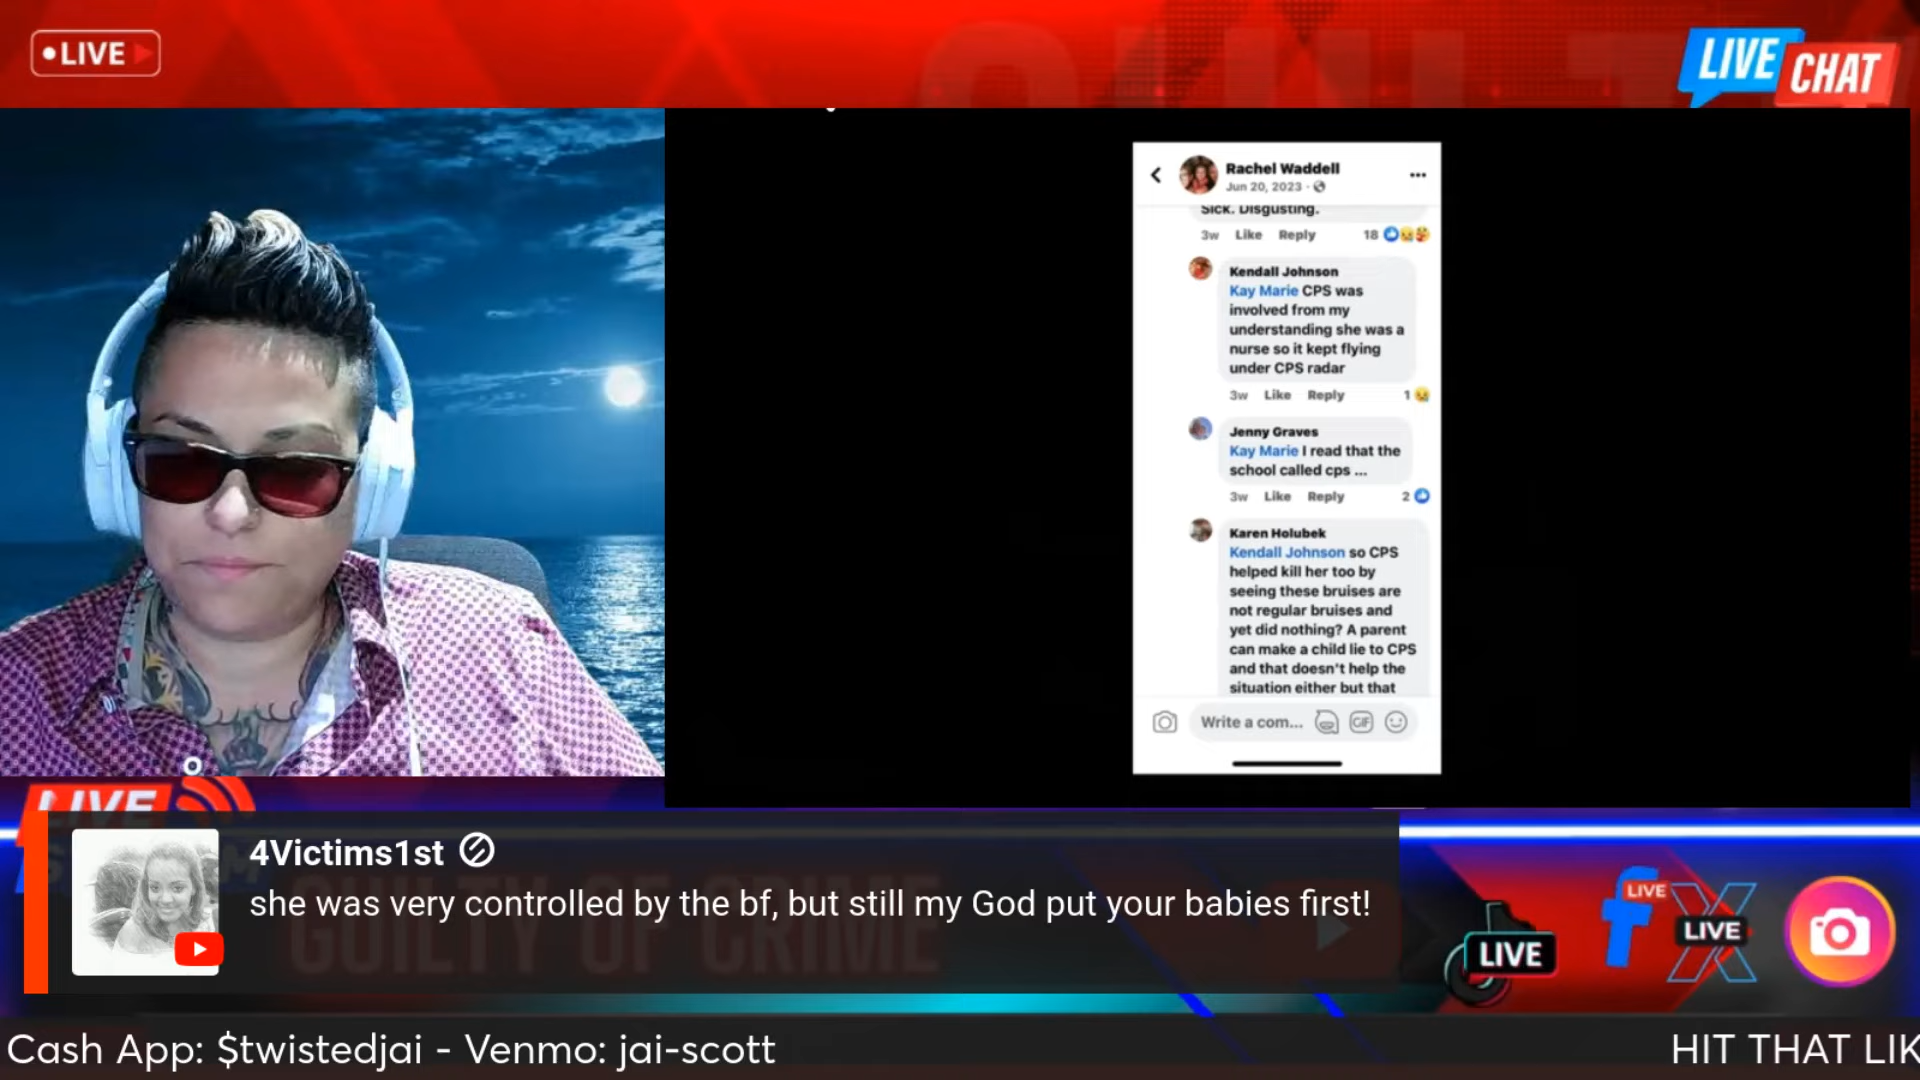 LIVE
LIVE CHAT
Rachel Waddell
Jun 20, 2023 ·
Sick. Disgusting.
3w Like Reply 18
Kendall Johnson
Kay Marie CPS was
involved from my
understanding she was a
nurse so it kept flying
under CPS radar
3w Like Reply 1
Jenny Graves
Kay Marie I read that the
school called cps ...
3w Like Reply 2
Karen Holubek
Kendall Johnson so CPS
helped kill her too by
seeing these bruises are
not regular bruises and
yet did nothing? A parent
can make a child lie to CPS
and that doesn't help the
situation either but that
Write a com... GIF
LIVE
4Victims1st
she was very controlled by the bf, but still my God put your babies first!
GUILTY OF CRIME
LIVE
LIVE
LIVE
Cash App: $twistedjai - Venmo: jai-scott
HIT THAT LIK